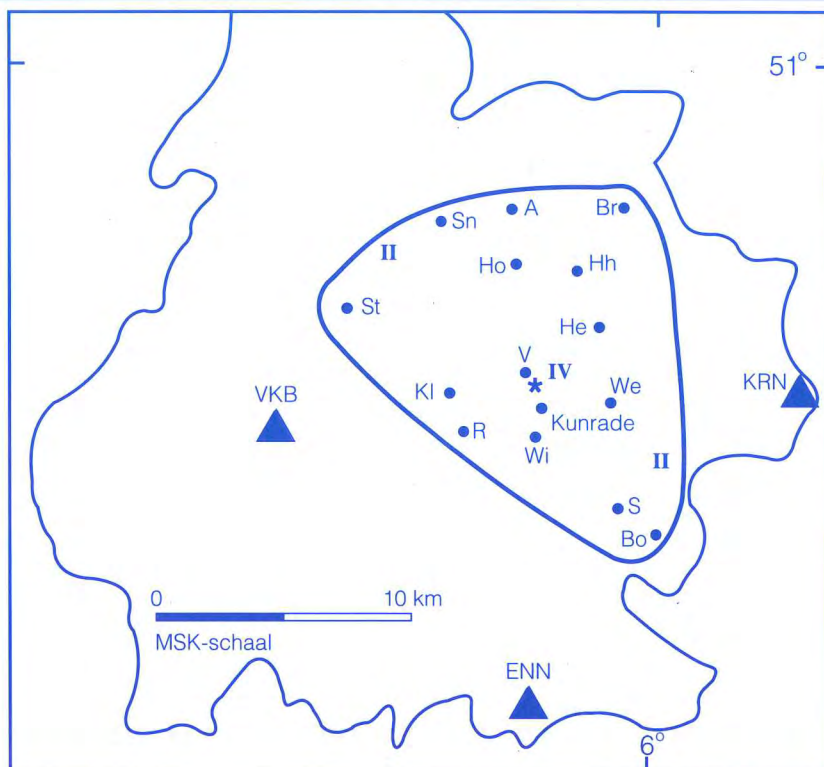 51°
Sn
A
Br
II
Ho
Hh
St
He
V
IV
We
KRN
Kl
VKB
Kunrade
R
Wi
II
S
Bo
0 10 km
MSK-schaal
ENN
6°